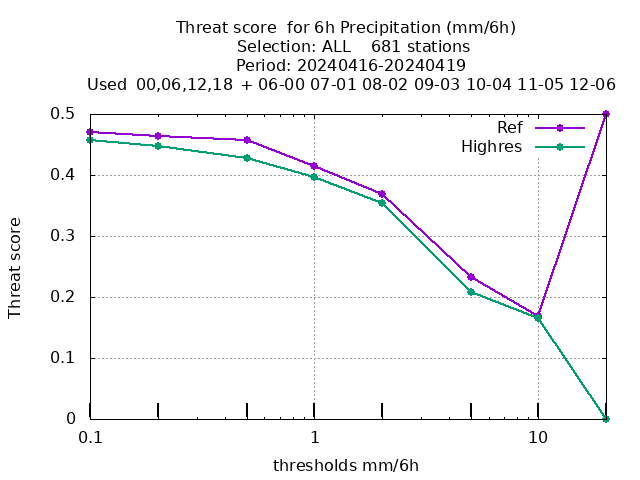 Threat score  for 6h Precipitation (mm/6h)
Selection: ALL    681 stations
Period: 20240416-20240419
Used  00,06,12,18  + 06-00 07-01 08-02 09-03 10-04 11-05 12-06
Ref
Highres
Threat score
0.5
0.4
0.3
0.2
0.1
0
0.1
1
10
thresholds mm/6h